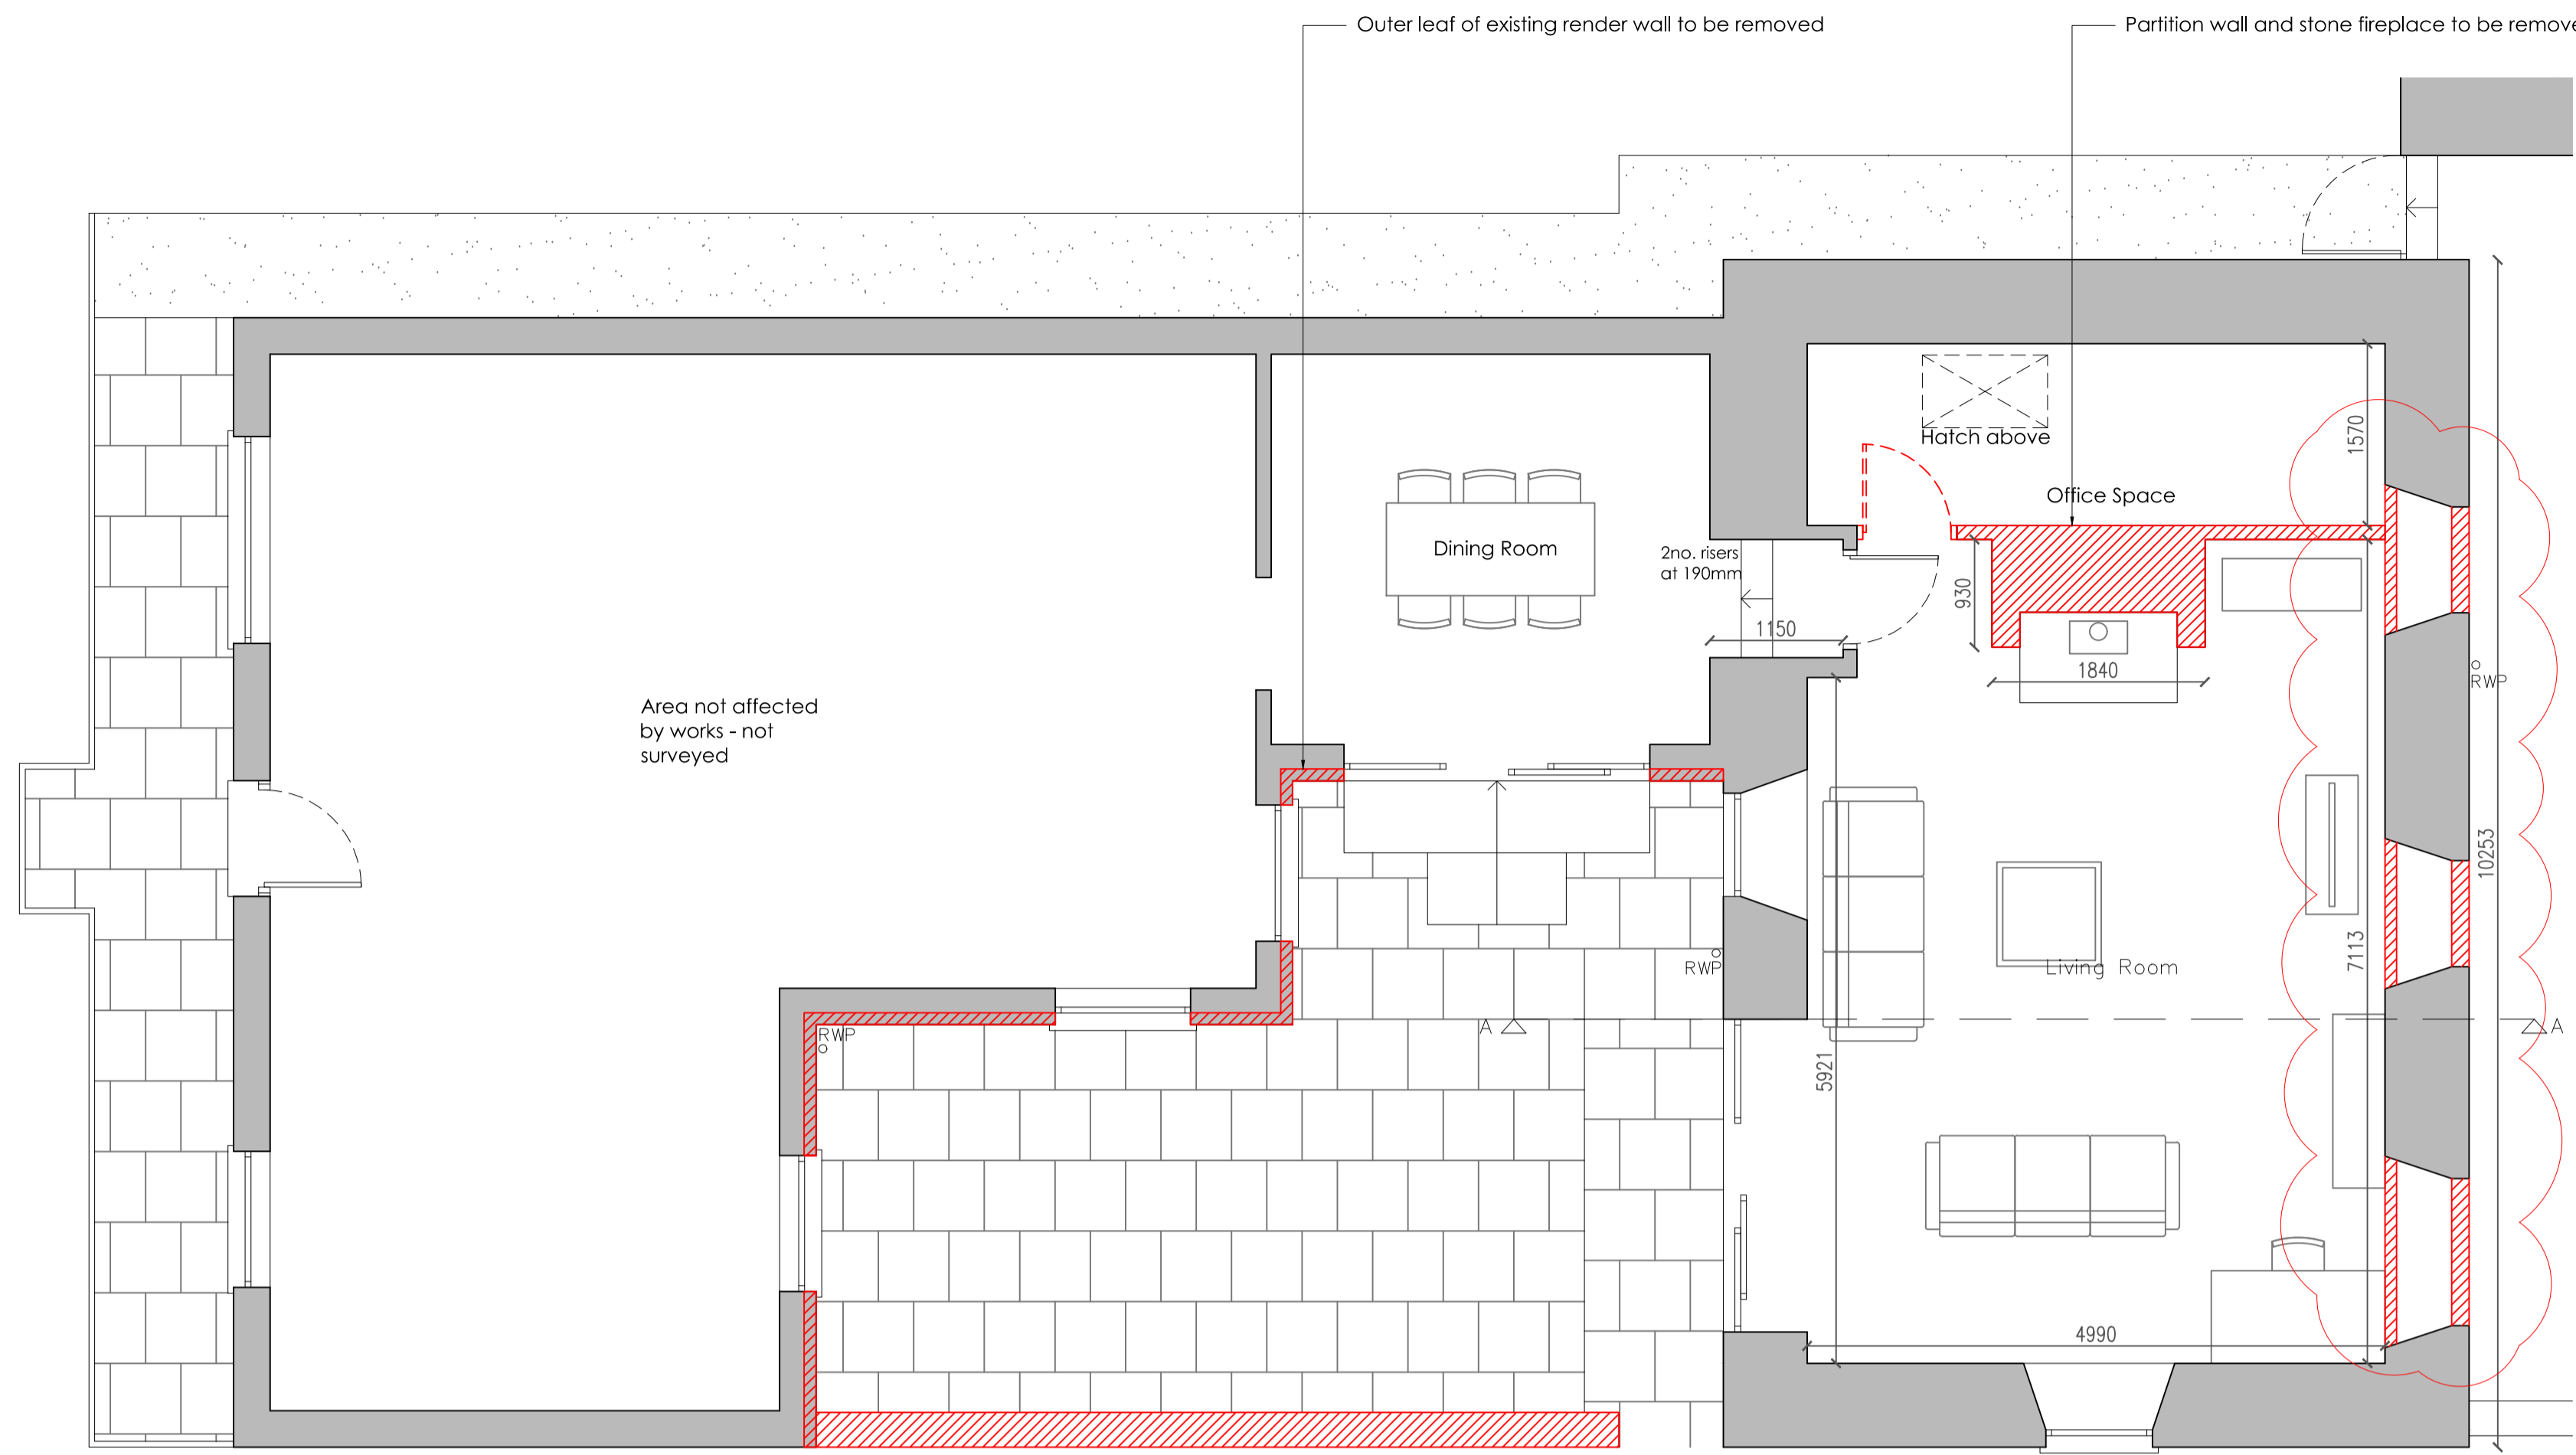 Outer leaf of existing render wall to be removed
Partition wall and stone fireplace to be remove
Hatch above
1570
Office Space
Dining Room
2no. risers
at 190mm
930
1150
1840
RWP
Area not affected
by works - not
surveyed
10253
RWP
Living Room
7113
RWP
A
A
5921
4990